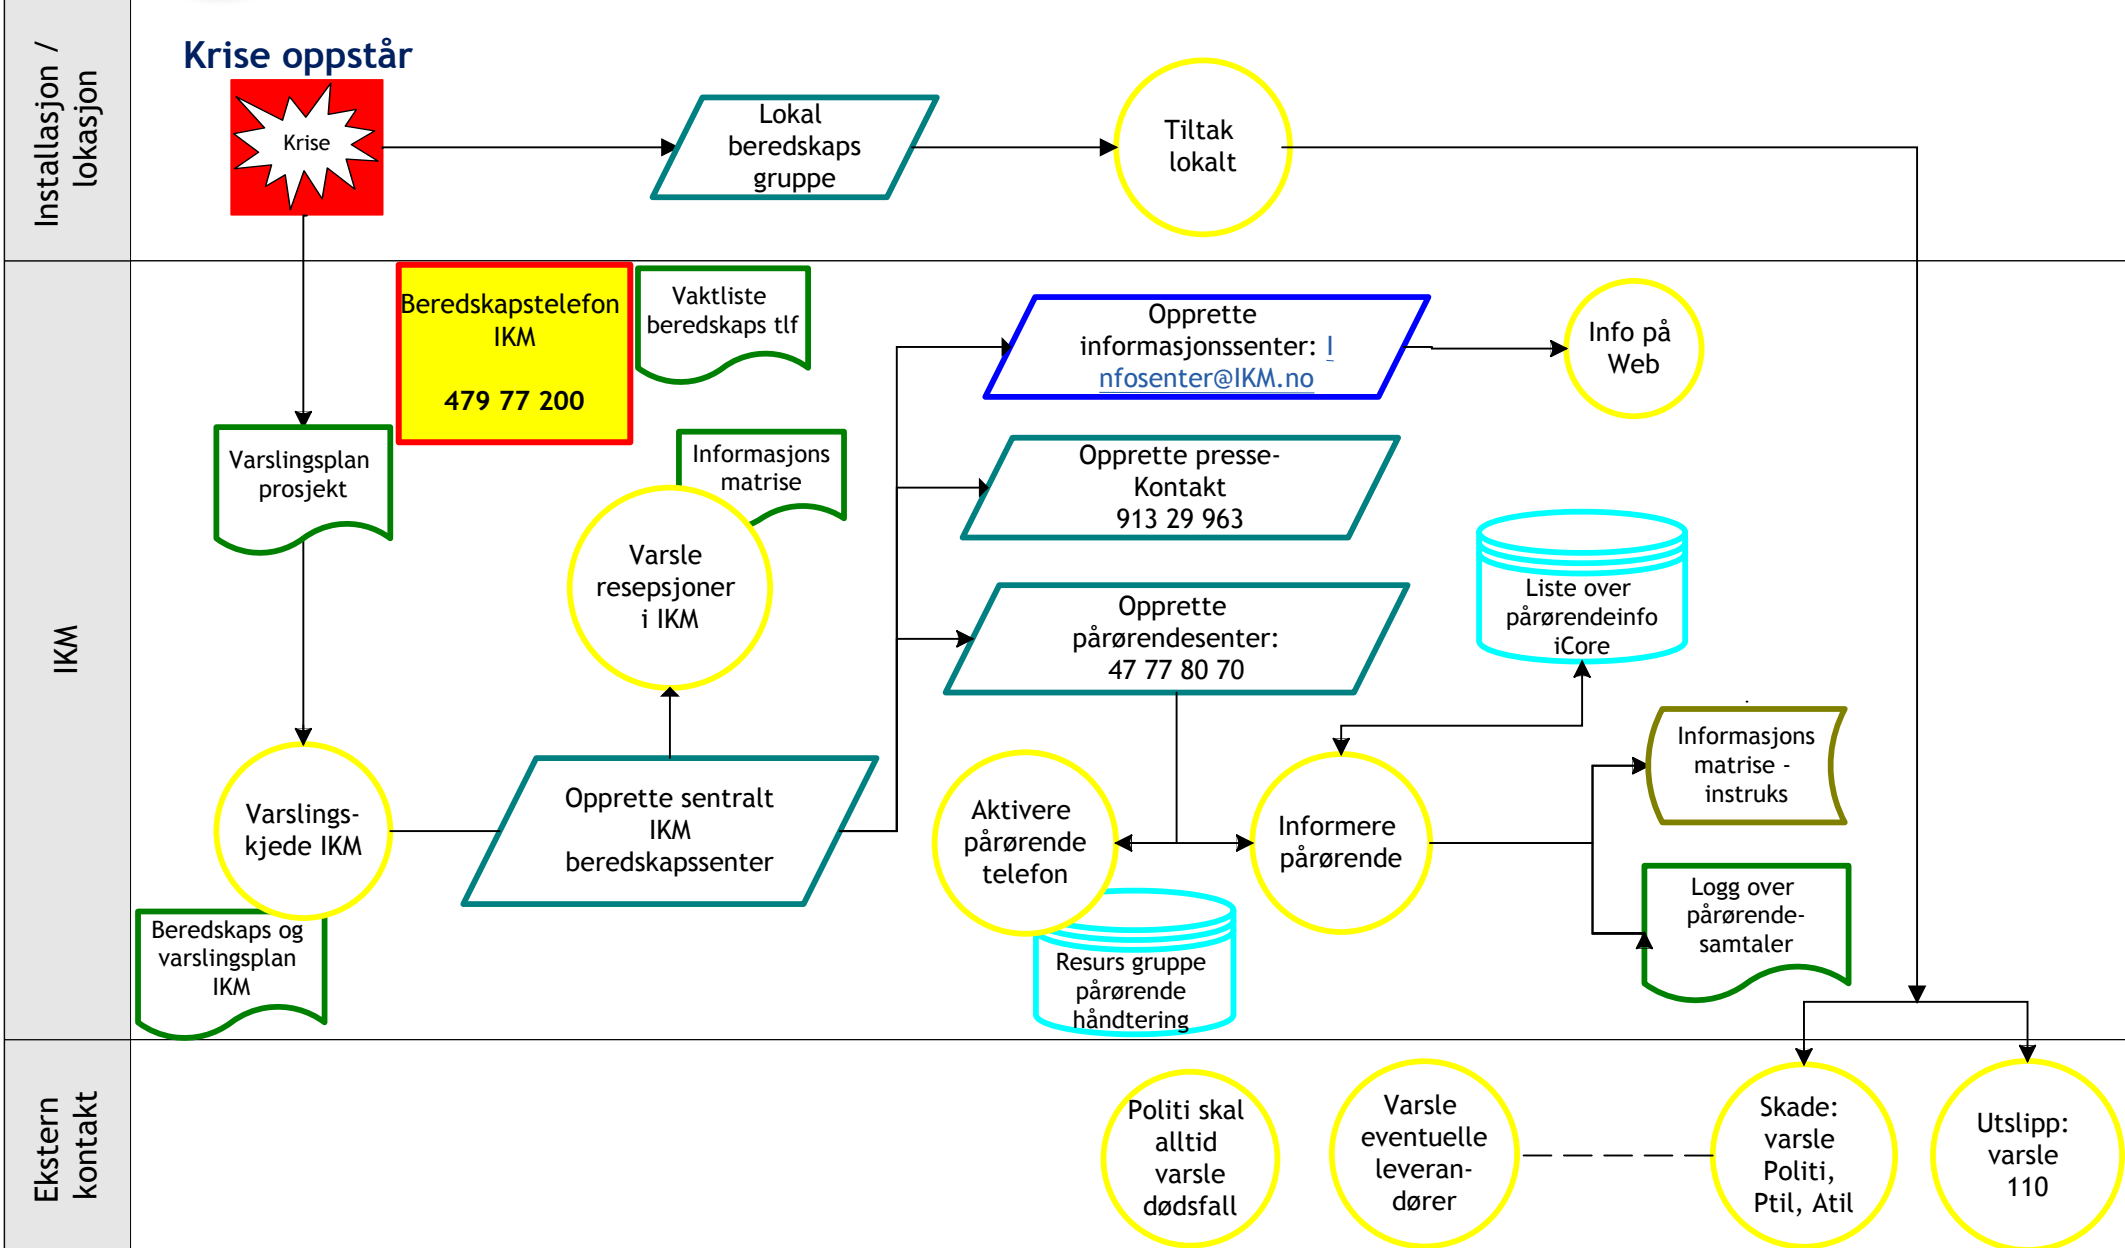 Installasjon /
lokasjon
Krise oppstår
Krise
Lokal
beredskaps
gruppe
Tiltak
lokalt
IKM
Beredskapstelefon
IKM
479 77 200
Vaktliste
beredskaps tlf
Opprette
informasjonssenter: I
nfosenter@IKM.no
Info på
Web
Varslingsplan
prosjekt
Informasjons
matrise
Varsle
resepsjoner
i IKM
Opprette presse-
Kontakt
913 29 963
Opprette
pårørendesenter:
47 77 80 70
Liste over
pårørendeinfo
iCore
Varslings-
kjede IKM
Opprette sentralt
IKM
beredskapssenter
Aktivere
pårørende
telefon
Informere
pårørende
Informasjons
matrise -
instruks
Logg over
pårørende-
samtaler
Beredskaps og
varslingsplan
IKM
Resurs gruppe
pårørende
håndtering
Ekstern
kontakt
Politi skal
alltid
varsle
dødsfall
Varsle
eventuelle
leveran-
dører
Skade:
varsle
Politi,
Ptil, Atil
Utslipp:
varsle
110